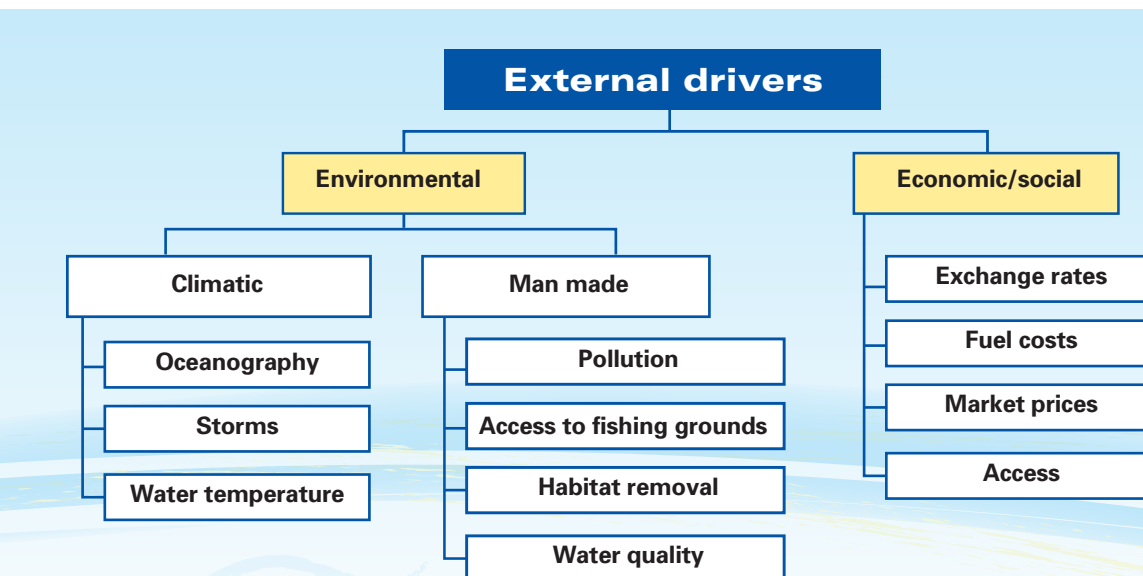 External drivers
Environmental
Economic/social
Climatic
Man made
Oceanography
Storms
Water temperature
Pollution
Access to fishing grounds
Habitat removal
Water quality
Exchange rates
Fuel costs
Market prices
Access